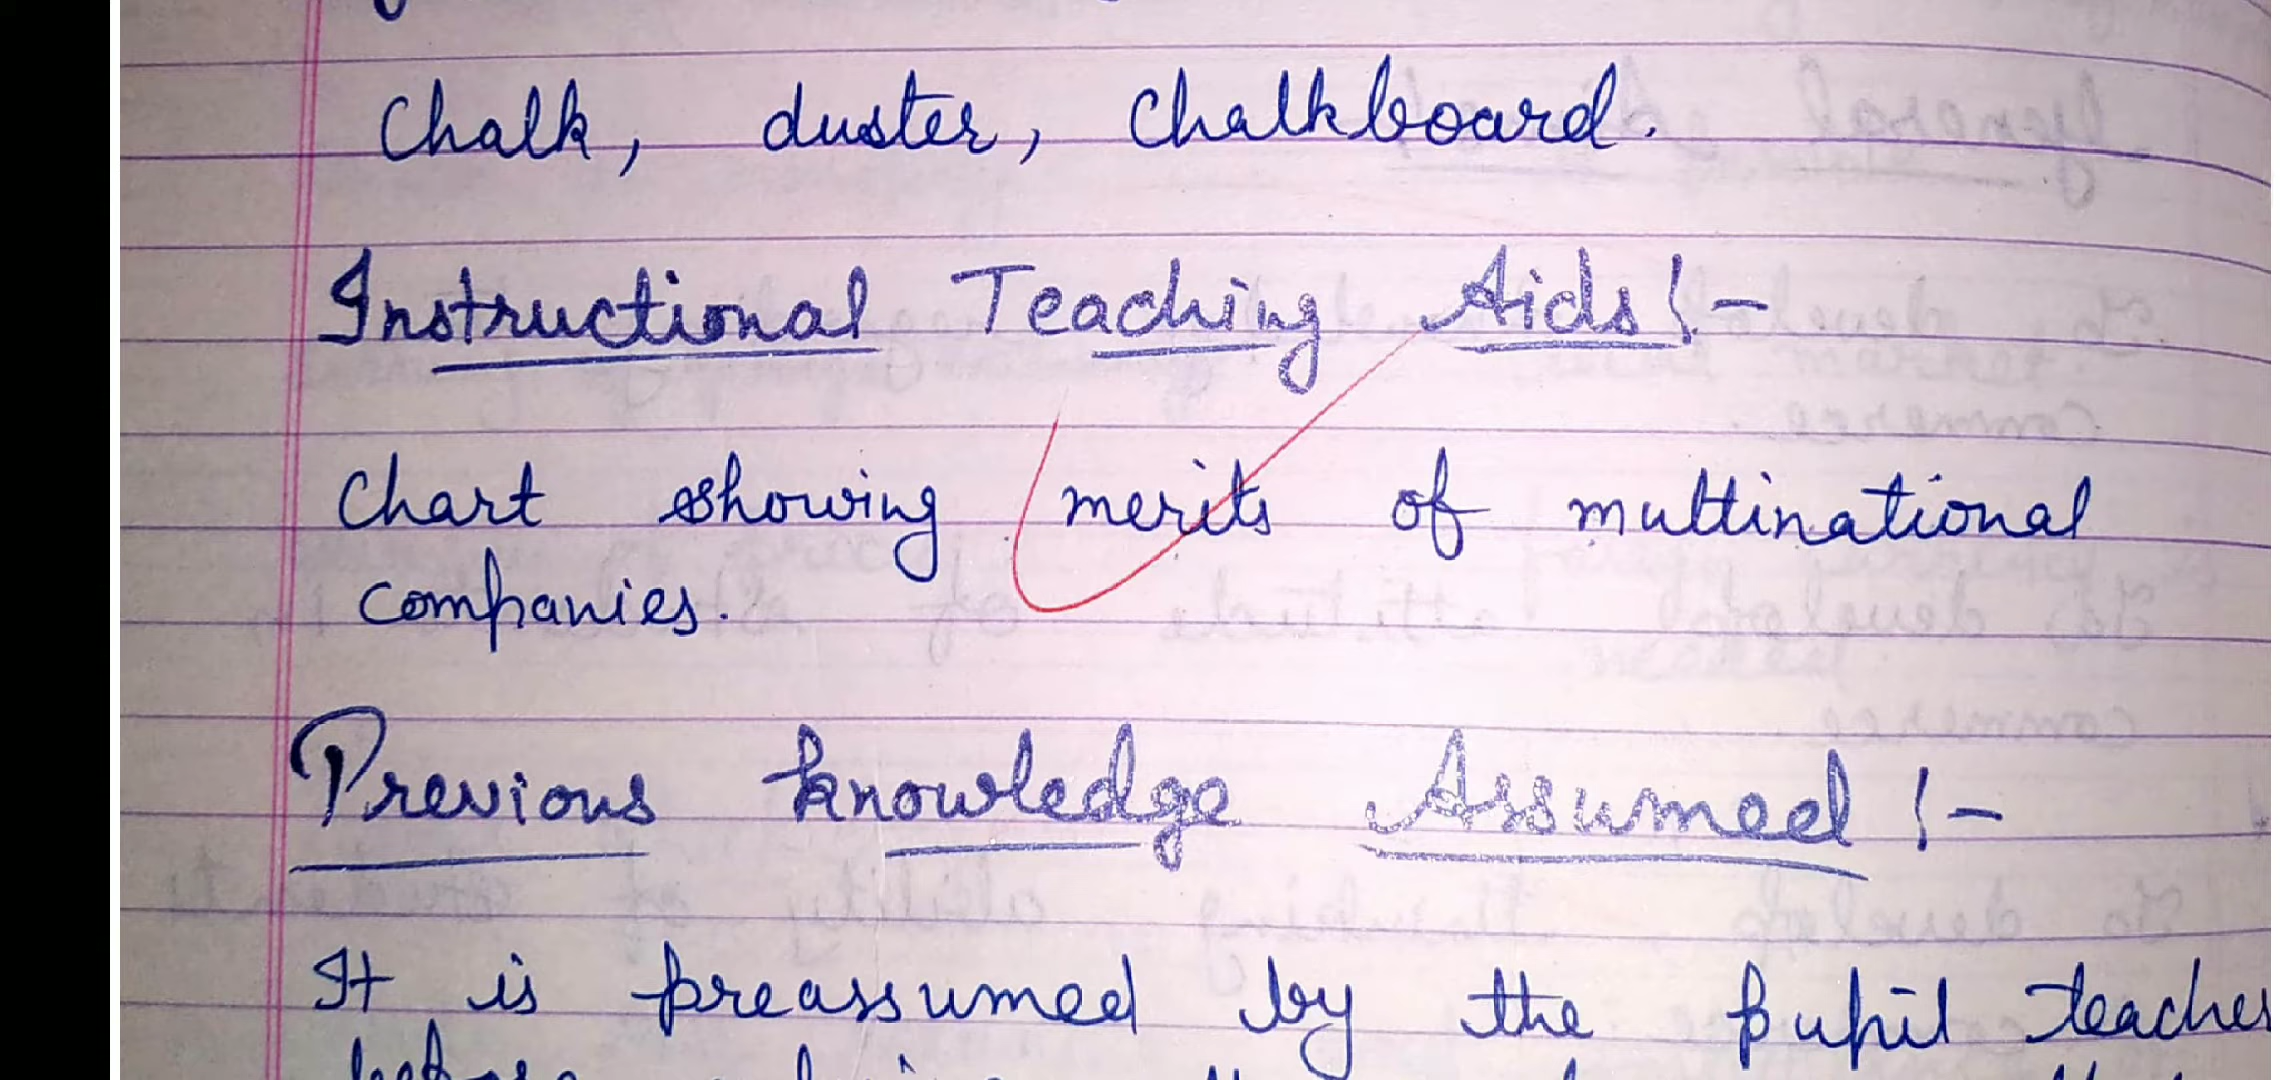 Chalk, duster, Chalkboard.
Instructional Teaching Aids:-
Chart showing merits of multinational
companies.
Previous knowledge Assumed :-
It is preassumed by the pupil teacher
before